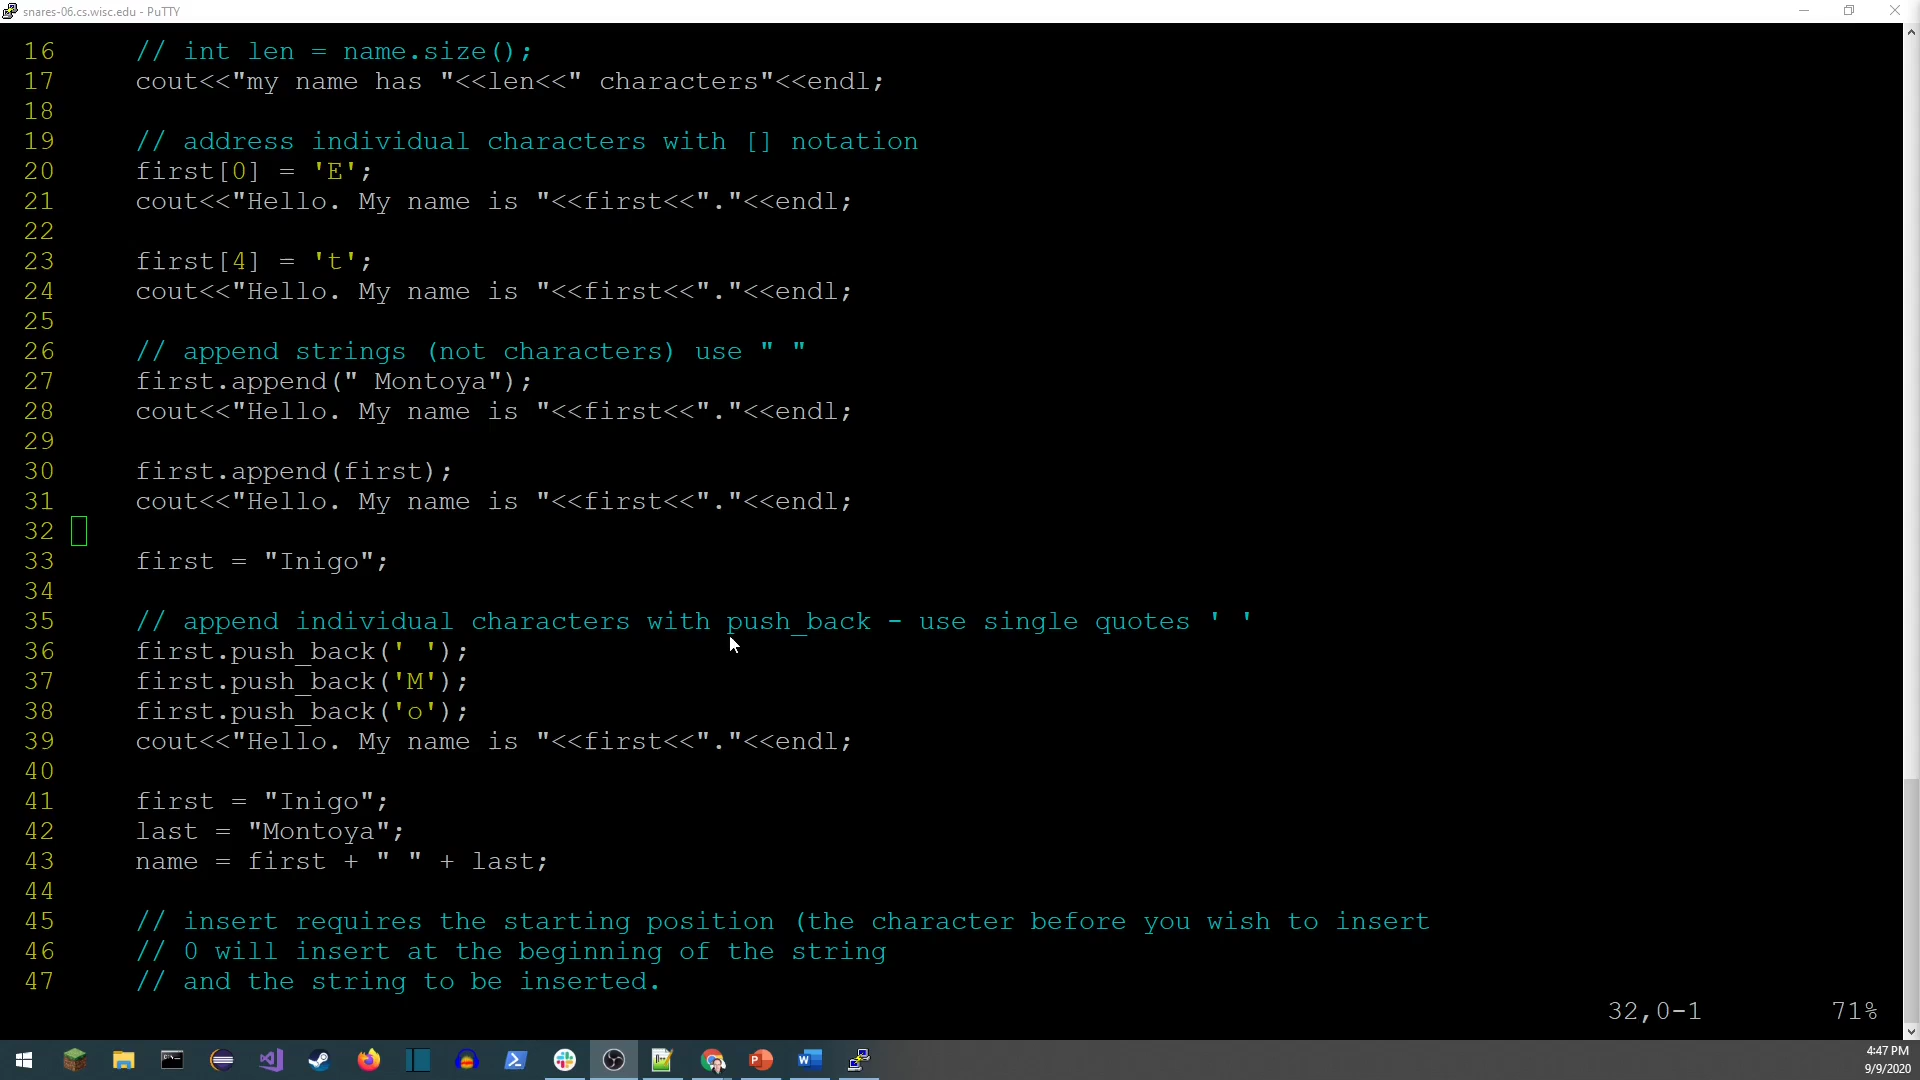 snares-06.cs.wisc.edu - PuTTY
16 // int len = name.size();
17 cout<<"my name has "<<len<<" characters"<<endl;
18
19 // address individual characters with [] notation
20 first[0] = 'E';
21 cout<<"Hello. My name is "<<first<<"."<<endl;
22
23 first[4] = 't';
24 cout<<"Hello. My name is "<<first<<"."<<endl;
25
26 // append strings (not characters) use " "
27 first.append(" Montoya");
28 cout<<"Hello. My name is "<<first<<"."<<endl;
29
30 first.append(first);
31 cout<<"Hello. My name is "<<first<<"."<<endl;
32
33 first = "Inigo";
34
35 // append individual characters with push_back - use single quotes ' '
36 first.push_back(' ');
37 first.push_back('M');
38 first.push_back('o');
39 cout<<"Hello. My name is "<<first<<"."<<endl;
40
41 first = "Inigo";
42 last = "Montoya";
43 name = first + " " + last;
44
45 // insert requires the starting position (the character before you wish to insert
46 // 0 will insert at the beginning of the string
47 // and the string to be inserted.
32,0-1 71%
4:47 PM
9/9/2020